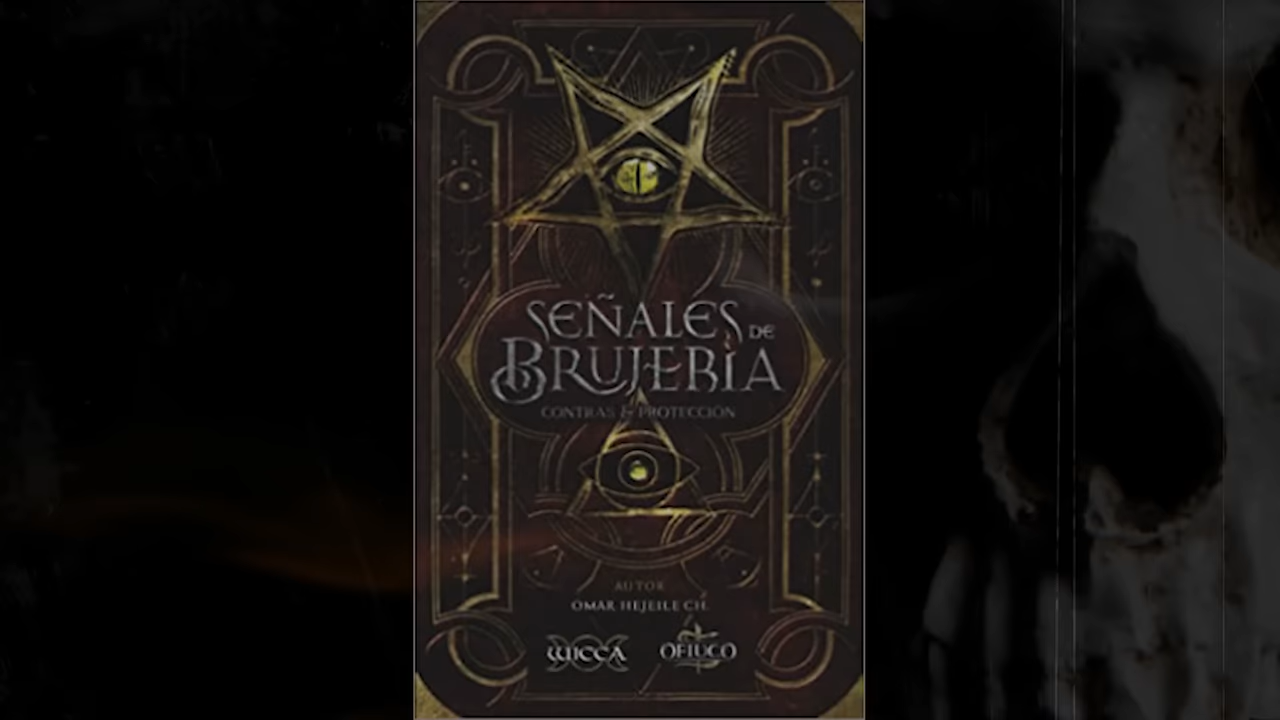 SEÑALES DE
BRUJERÍA
CONTRAS & PROTECCIÓN
AUTOR
OMAR HEJEILE CH.
WICCA OFIUCO